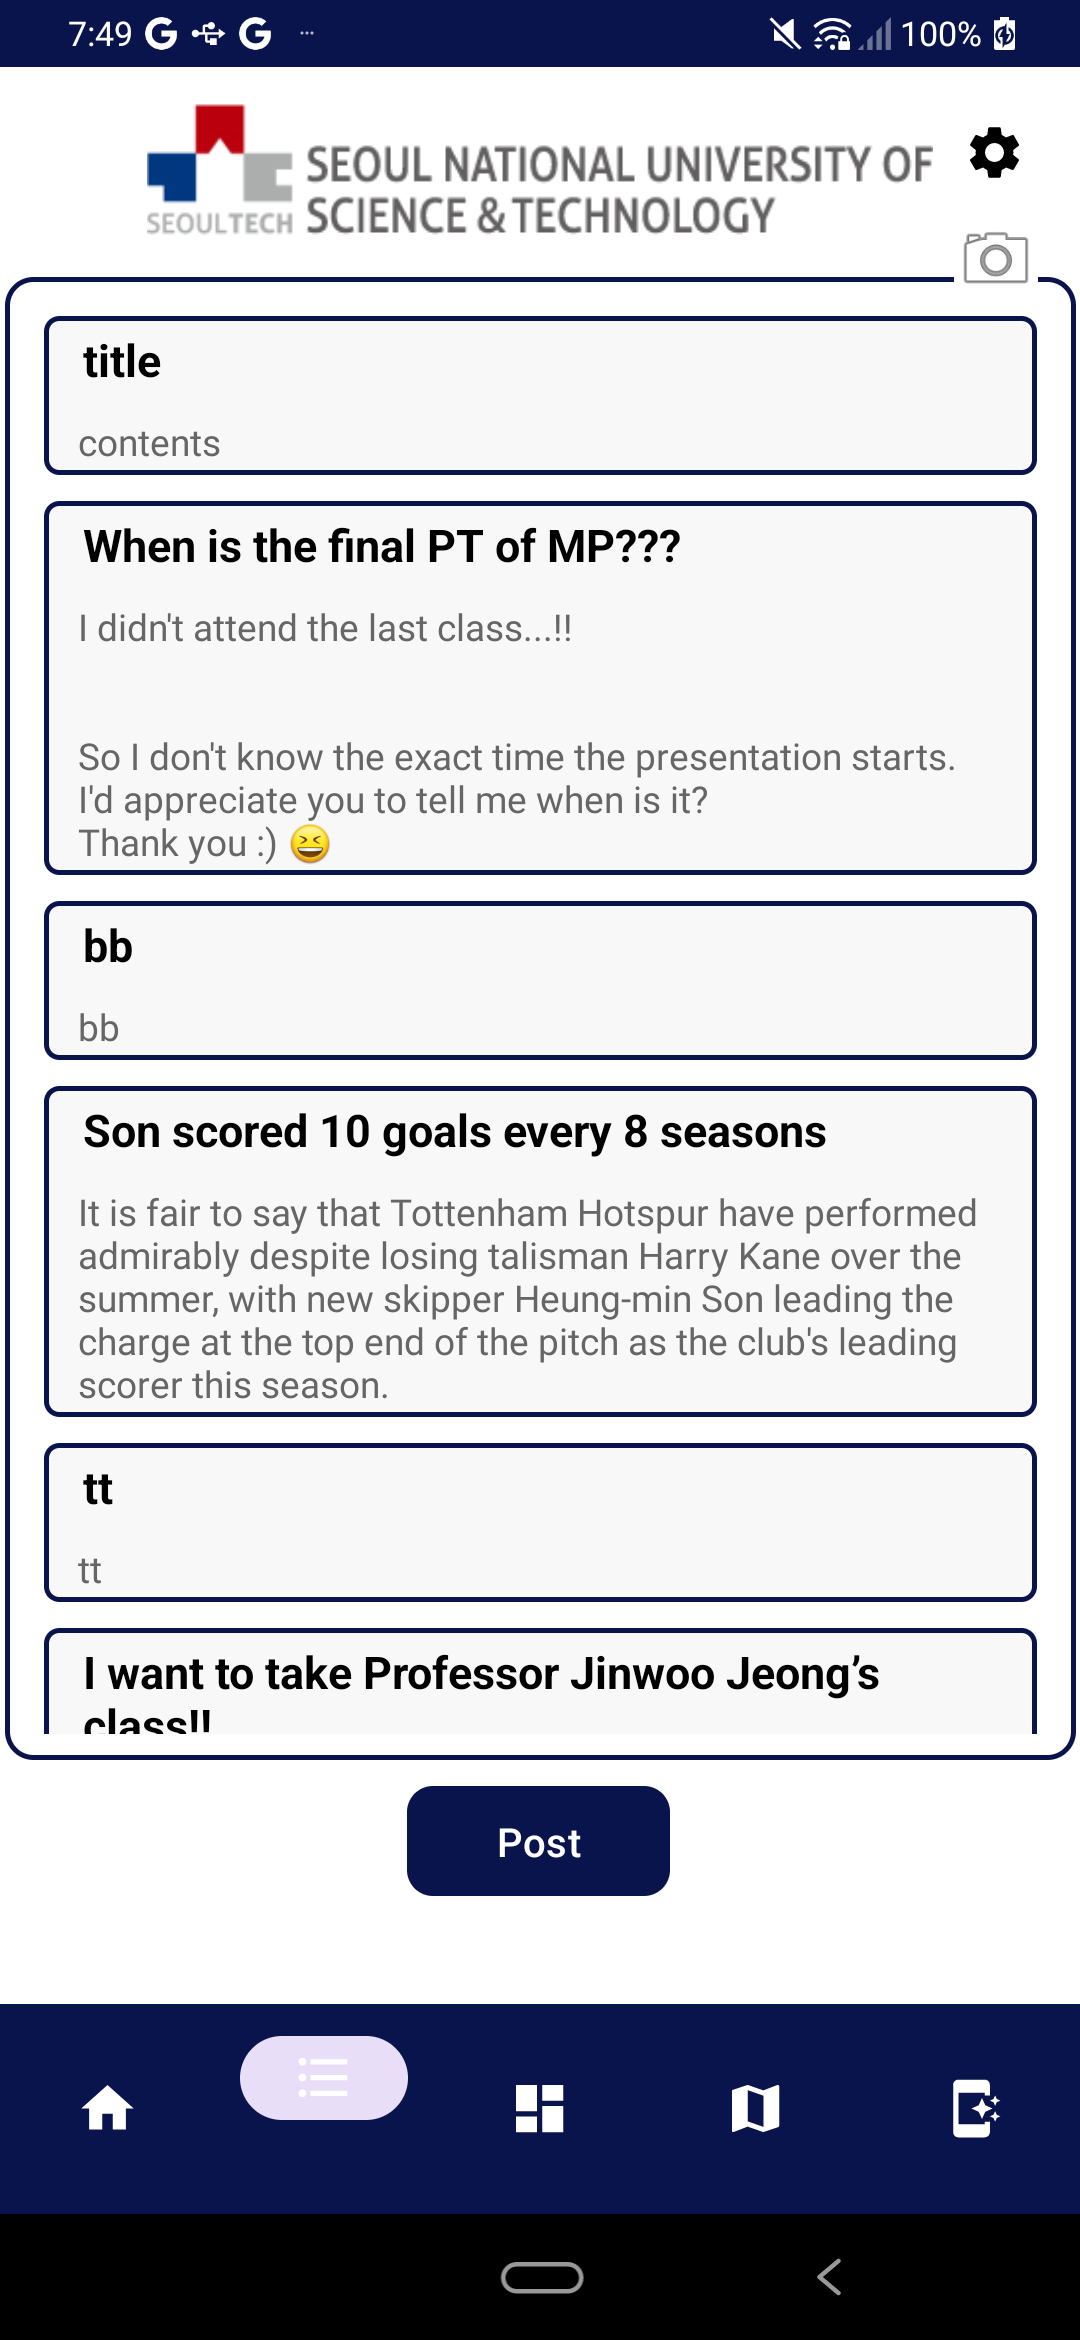 7:49
100%
SEOUL NATIONAL UNIVERSITY OF
SCIENCE & TECHNOLOGY
SEOULTECH
title
contents
When is the final PT of MP???
I didn't attend the last class...!!
So I don't know the exact time the presentation starts.
I'd appreciate you to tell me when is it?
Thank you :) 😆
bb
bb
Son scored 10 goals every 8 seasons
It is fair to say that Tottenham Hotspur have performed
admirably despite losing talisman Harry Kane over the
summer, with new skipper Heung-min Son leading the
charge at the top end of the pitch as the club's leading
scorer this season.
tt
tt
I want to take Professor Jinwoo Jeong’s
class!!
Post